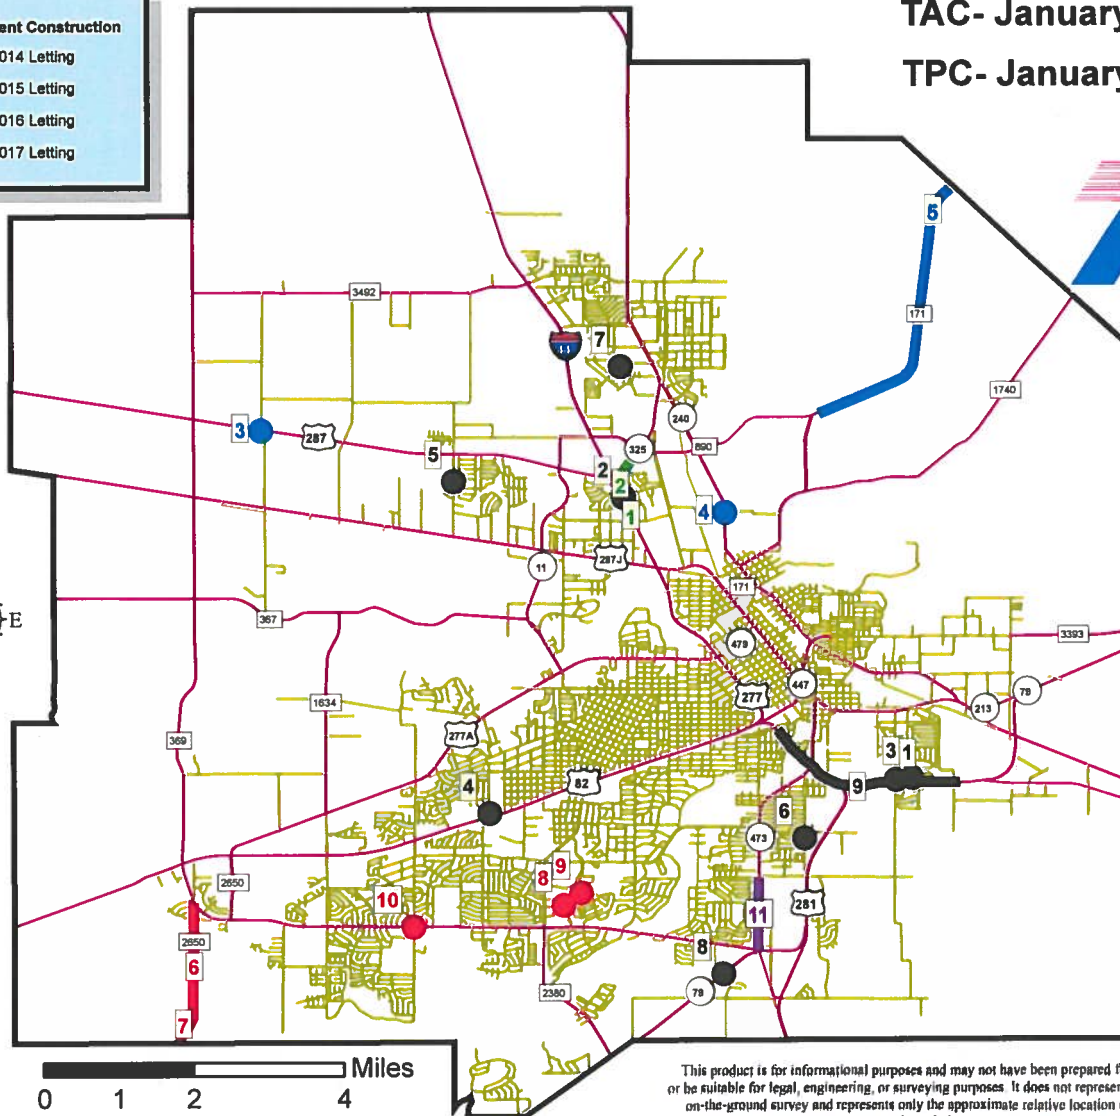 TAC- January
TPC- January
ent Construction
014 Letting
015 Letting
016 Letting
017 Letting
5
171
3492
7
1740
240
3
287
325
890
5
2
2
4
1
287J
11
171
E
367
3393
479
277
447
79
1634
213
277A
369
3 1
82
9
4
6
473
9
8
2650
10
281
11
2650
8
6
2380
79
7
Miles
0 1 2 4
This product is for informational purposes and may not have been prepared f
or be suitable for legal, engineering, or surveying purposes. It does not represen
on-the-ground survey and represents only the approximate relative location